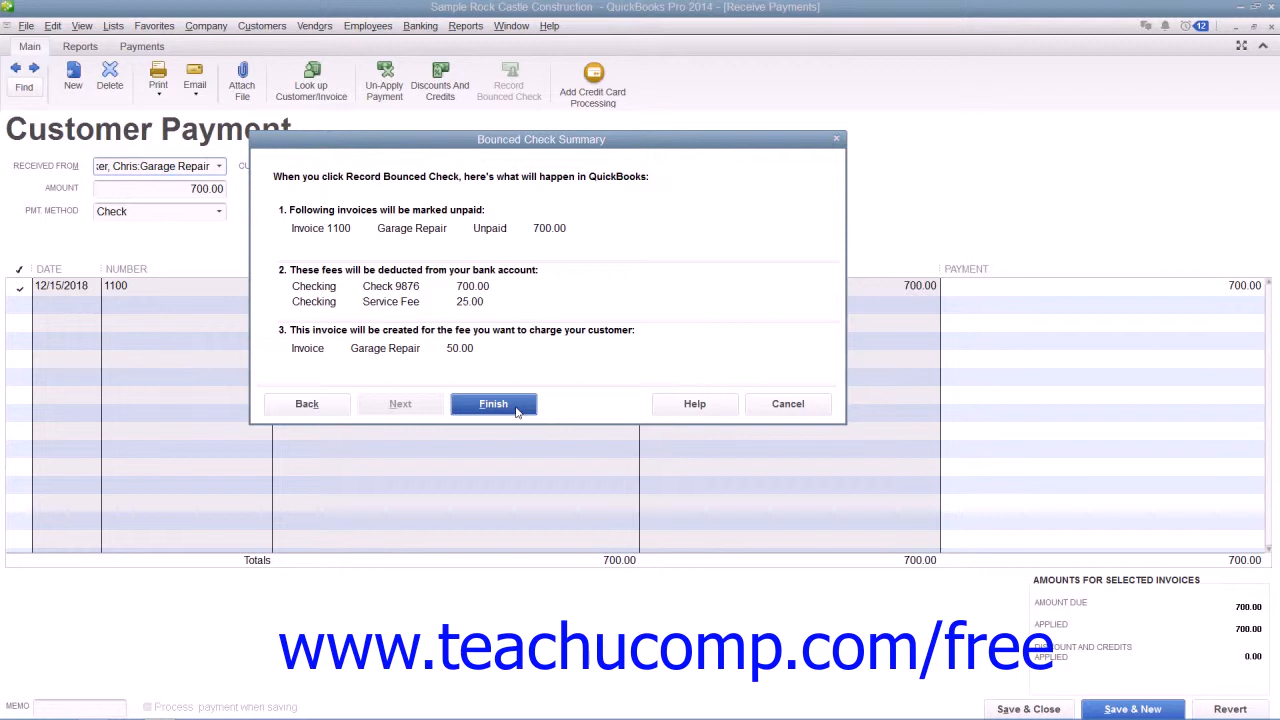 Sample Rock Castle Construction - QuickBooks Pro 2014 - [Receive Payments]
File Edit View Lists Favorites Company Customers Vendors Employees Banking Reports Window Help
12
Main Reports Payments
Find New Delete Print Email Attach File Look up Customer/Invoice Un-Apply Payment Discounts And Credits Record Bounced Check Add Credit Card Processing
Customer Payment
RECEIVED FROM er, Chris:Garage Repair
AMOUNT 700.00
PMT. METHOD Check
Bounced Check Summary
When you click Record Bounced Check, here's what will happen in QuickBooks:
1. Following invoices will be marked unpaid:
Invoice 1100 Garage Repair Unpaid 700.00
2. These fees will be deducted from your bank account:
Checking Check 9876 700.00
Checking Service Fee 25.00
3. This invoice will be created for the fee you want to charge your customer:
Invoice Garage Repair 50.00
Back Next Finish Help Cancel
DATE NUMBER PAYMENT
12/15/2018 1100 700.00 700.00
Totals 700.00 700.00 700.00
AMOUNTS FOR SELECTED INVOICES
AMOUNT DUE 700.00
APPLIED 700.00
DISCOUNT AND CREDITS APPLIED 0.00
www.teachucomp.com/free
MEMO Process payment when saving
Save & Close Save & New Revert